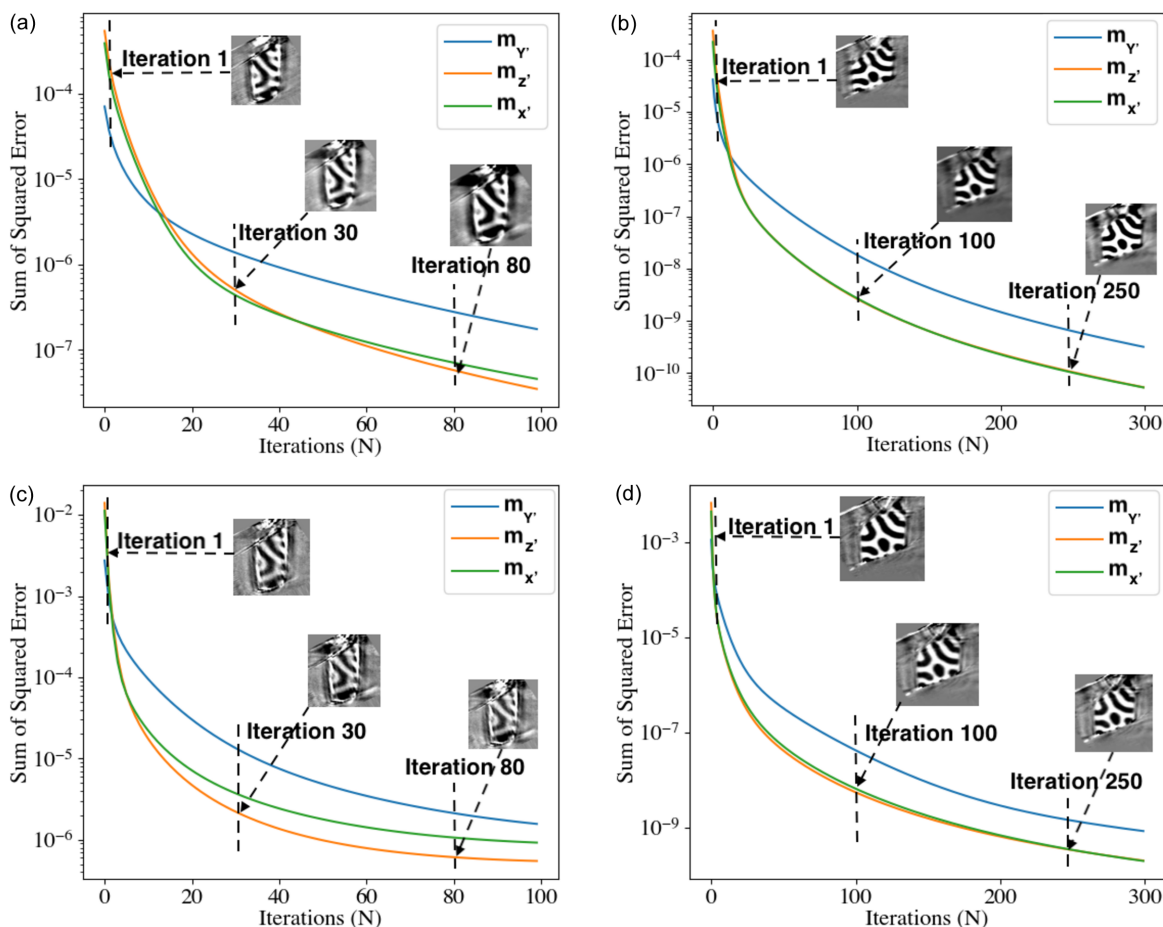 (a)
Sum of Squared Error
10⁻⁴
10⁻⁵
10⁻⁶
10⁻⁷
0 20 40 60 80 100
Iterations (N)
Iteration 1
Iteration 30
Iteration 80
m_Y'
m_z'
m_x'
(b)
Sum of Squared Error
10⁻⁴
10⁻⁵
10⁻⁶
10⁻⁷
10⁻⁸
10⁻⁹
10⁻¹⁰
0 100 200 300
Iterations (N)
Iteration 1
Iteration 100
Iteration 250
m_Y'
m_z'
m_x'
(c)
Sum of Squared Error
10⁻²
10⁻³
10⁻⁴
10⁻⁵
10⁻⁶
0 20 40 60 80 100
Iterations (N)
Iteration 1
Iteration 30
Iteration 80
m_Y'
m_z'
m_x'
(d)
Sum of Squared Error
10⁻³
10⁻⁵
10⁻⁷
10⁻⁹
0 100 200 300
Iterations (N)
Iteration 1
Iteration 100
Iteration 250
m_Y'
m_z'
m_x'